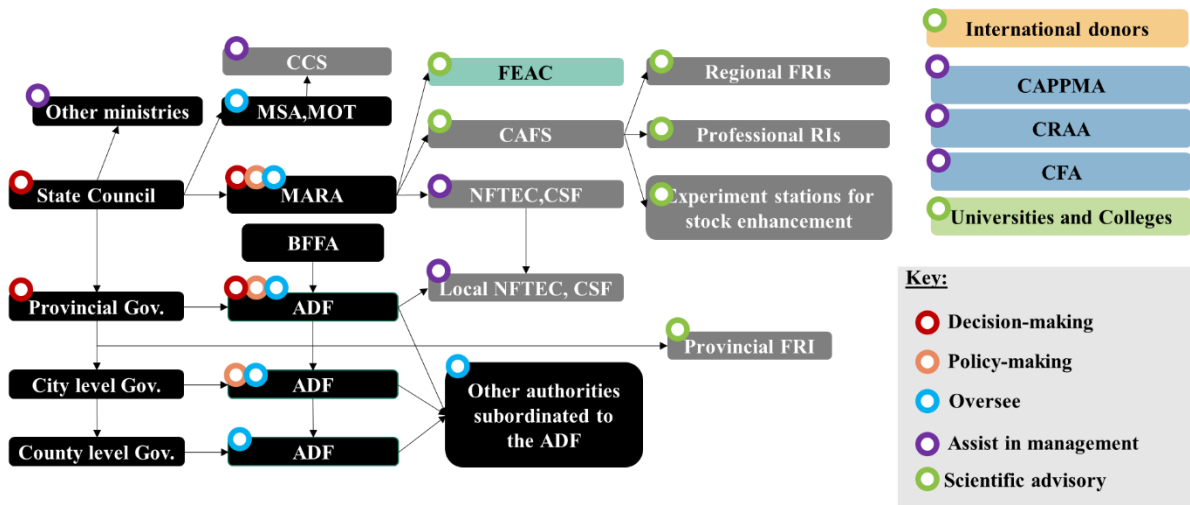 CCS
Other ministries
MSA,MOT
State Council
MARA
BFFA
Provincial Gov.
ADF
City level Gov.
ADF
County level Gov.
ADF
FEAC
CAFS
NFTEC,CSF
Local NFTEC, CSF
Other authorities
subordinated to
the ADF
Regional FRIs
Professional RIs
Experiment stations for
stock enhancement
Provincial FRI
International donors
CAPPMA
CRAA
CFA
Universities and Colleges
Key:
Decision-making
Policy-making
Oversee
Assist in management
Scientific advisory